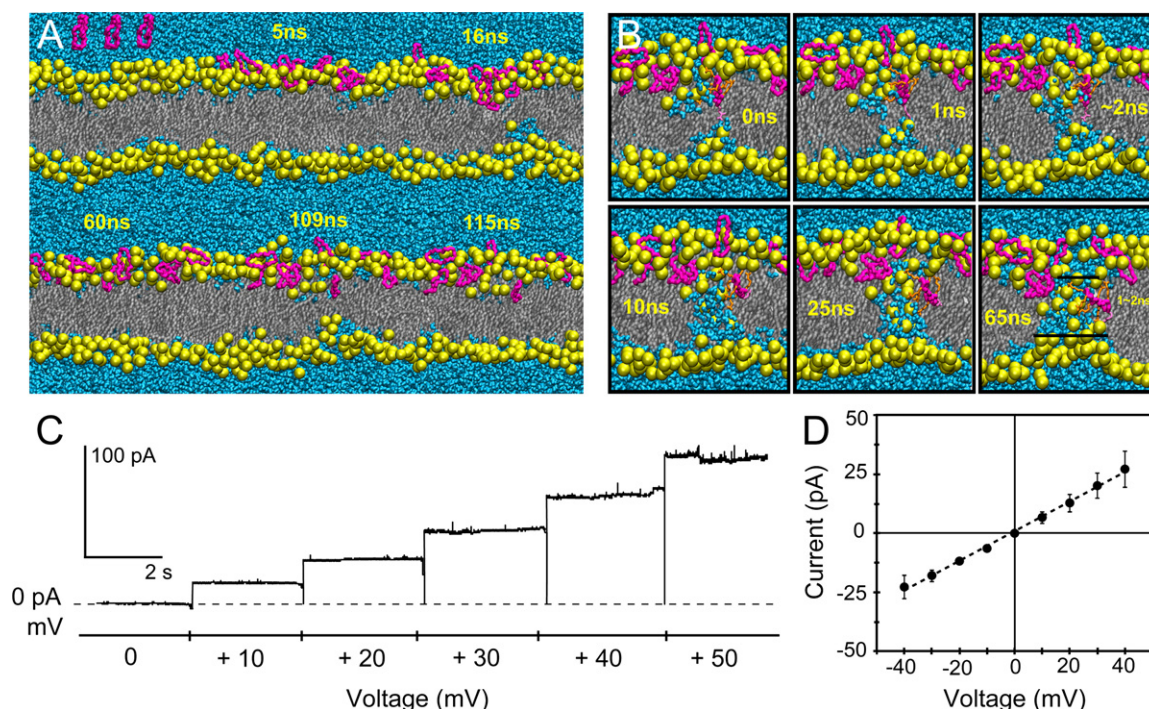 A
5ns
16ns
60ns
109ns
115ns
B
0ns
1ns
~2ns
10ns
25ns
65ns
1~2ns
C
100 pA
2 s
0 pA
mV
0
+ 10
+ 20
+ 30
+ 40
+ 50
Voltage (mV)
D
Current (pA)
50
25
0
-25
-50
-40
-20
0
20
40
Voltage (mV)